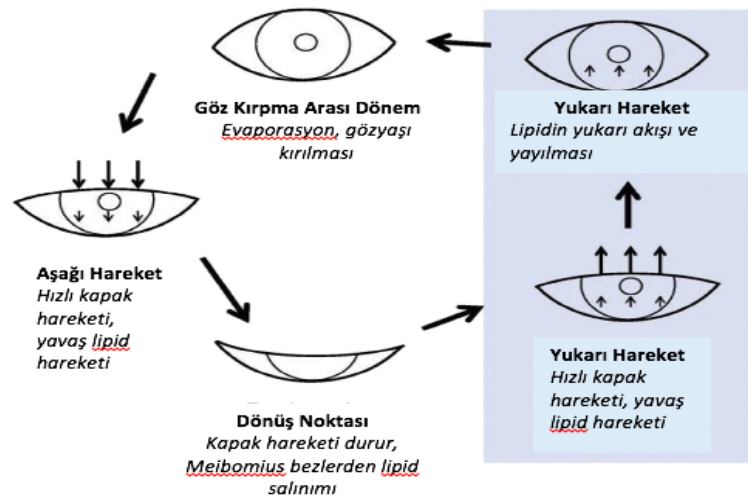 Göz Kırpma Arası Dönem
Evaporasyon, gözyaşı
kırılması
Aşağı Hareket
Hızlı kapak
hareketi,
yavaş lipid
hareketi
Dönüş Noktası
Kapak hareketi durur,
Meibomius bezlerden lipid
salınımı
Yukarı Hareket
Hızlı kapak
hareketi, yavaş
lipid hareketi
Yukarı Hareket
Lipidin yukarı akışı ve
yayılması